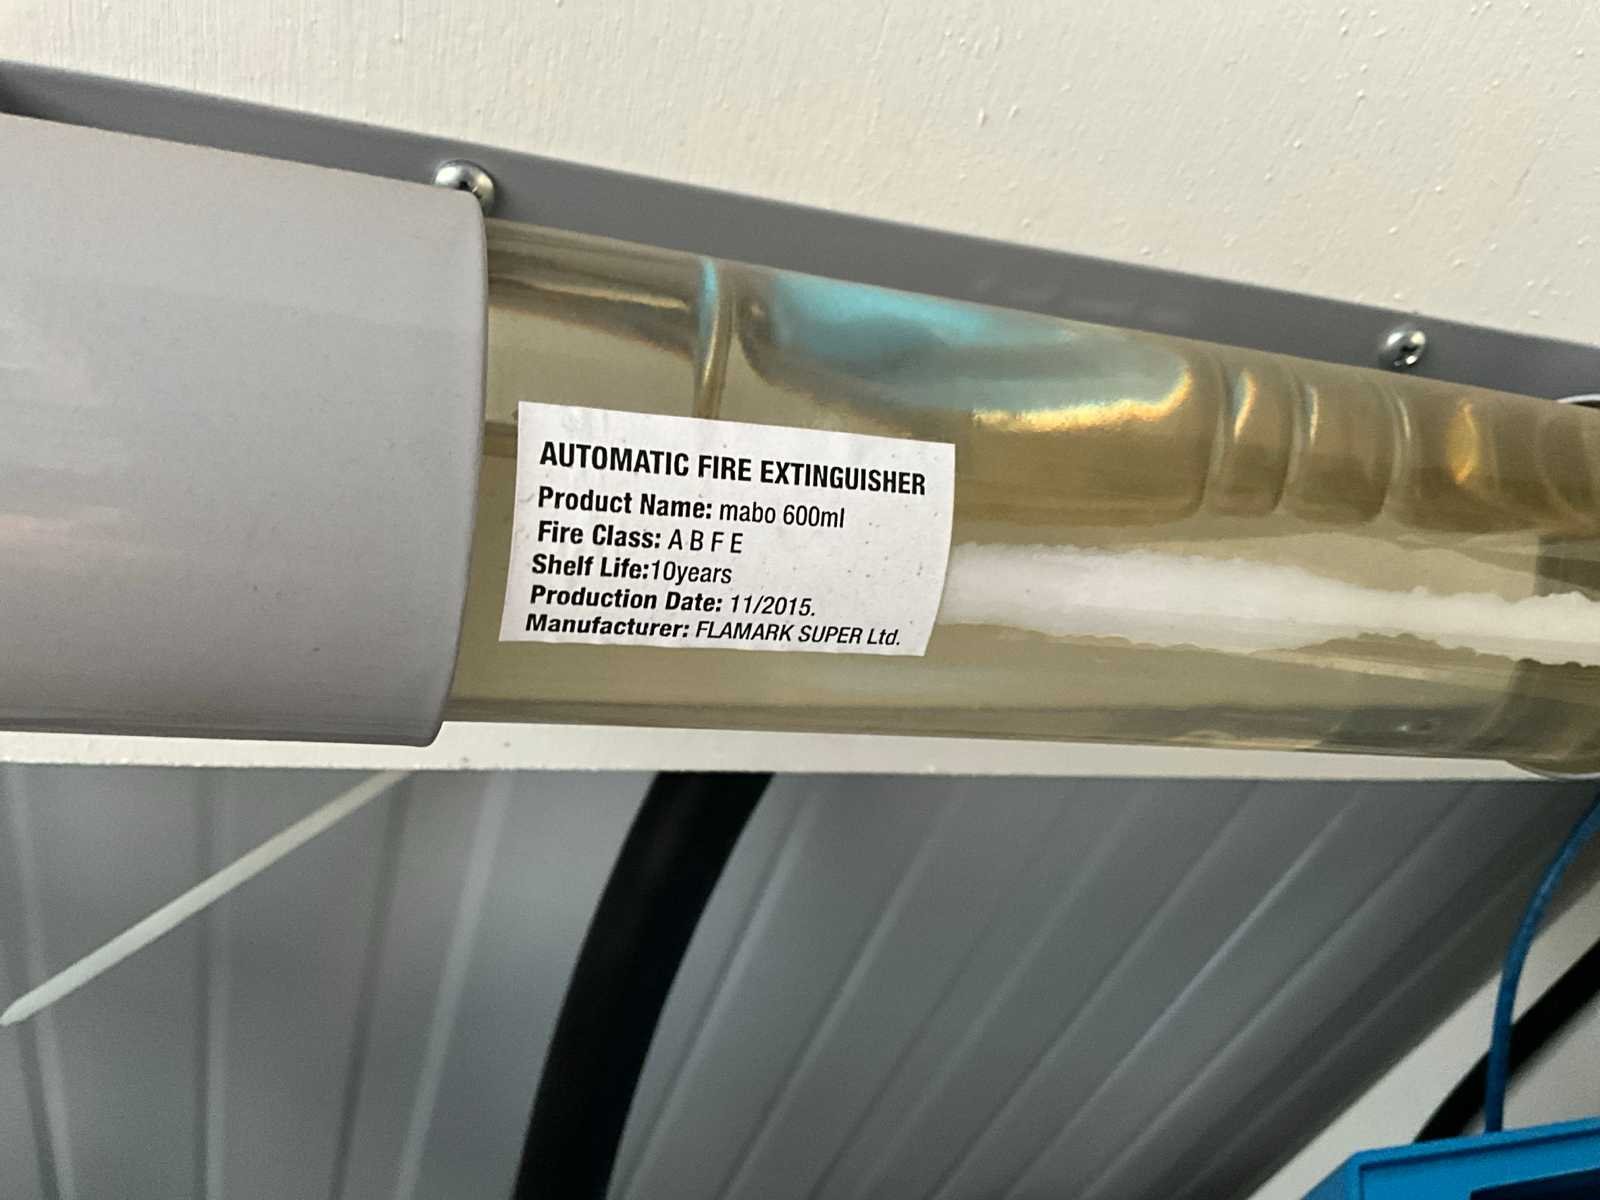 AUTOMATIC FIRE EXTINGUISHER
Product Name: mabo 600ml
Fire Class: A B F E
Shelf Life:10years
Production Date: 11/2015.
Manufacturer: FLAMARK SUPER Ltd.